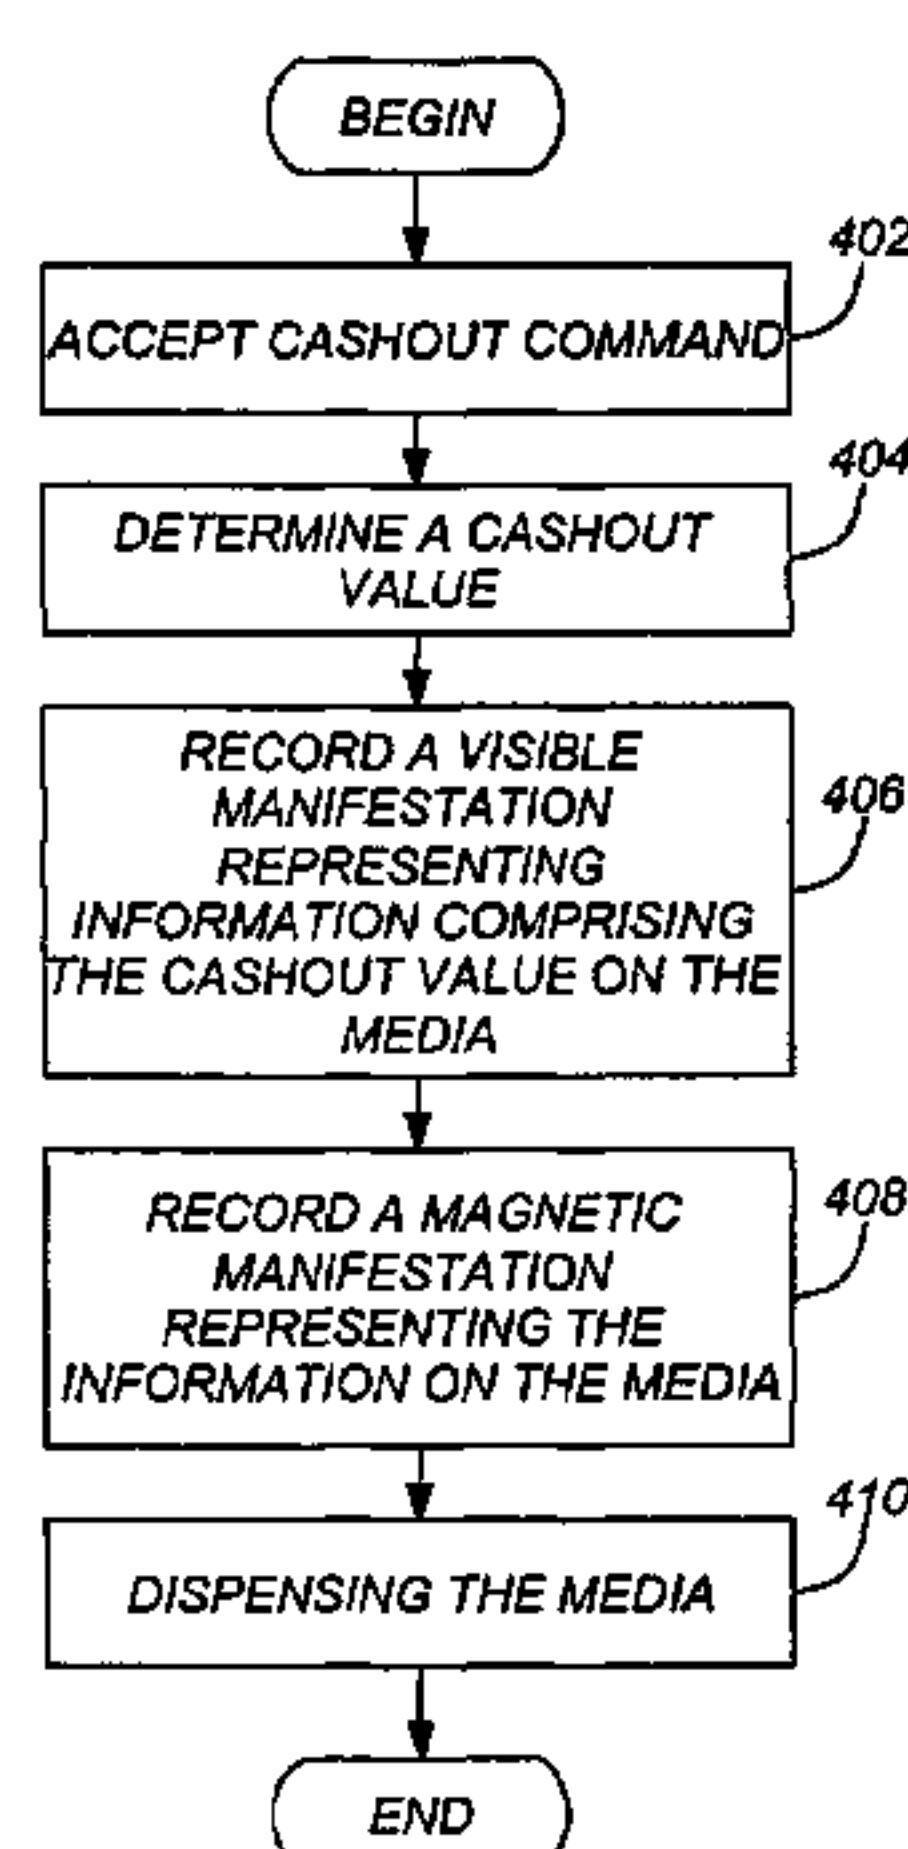 BEGIN
402
ACCEPT CASHOUT COMMAND
404
DETERMINE A CASHOUT
VALUE
RECORD A VISIBLE
MANIFESTATION
406
REPRESENTING
INFORMATION COMPRISING
THE CASHOUT VALUE ON THE
MEDIA
408
RECORD A MAGNETIC
MANIFESTATION
REPRESENTING THE
INFORMATION ON THE MEDIA
410
DISPENSING THE MEDIA
END